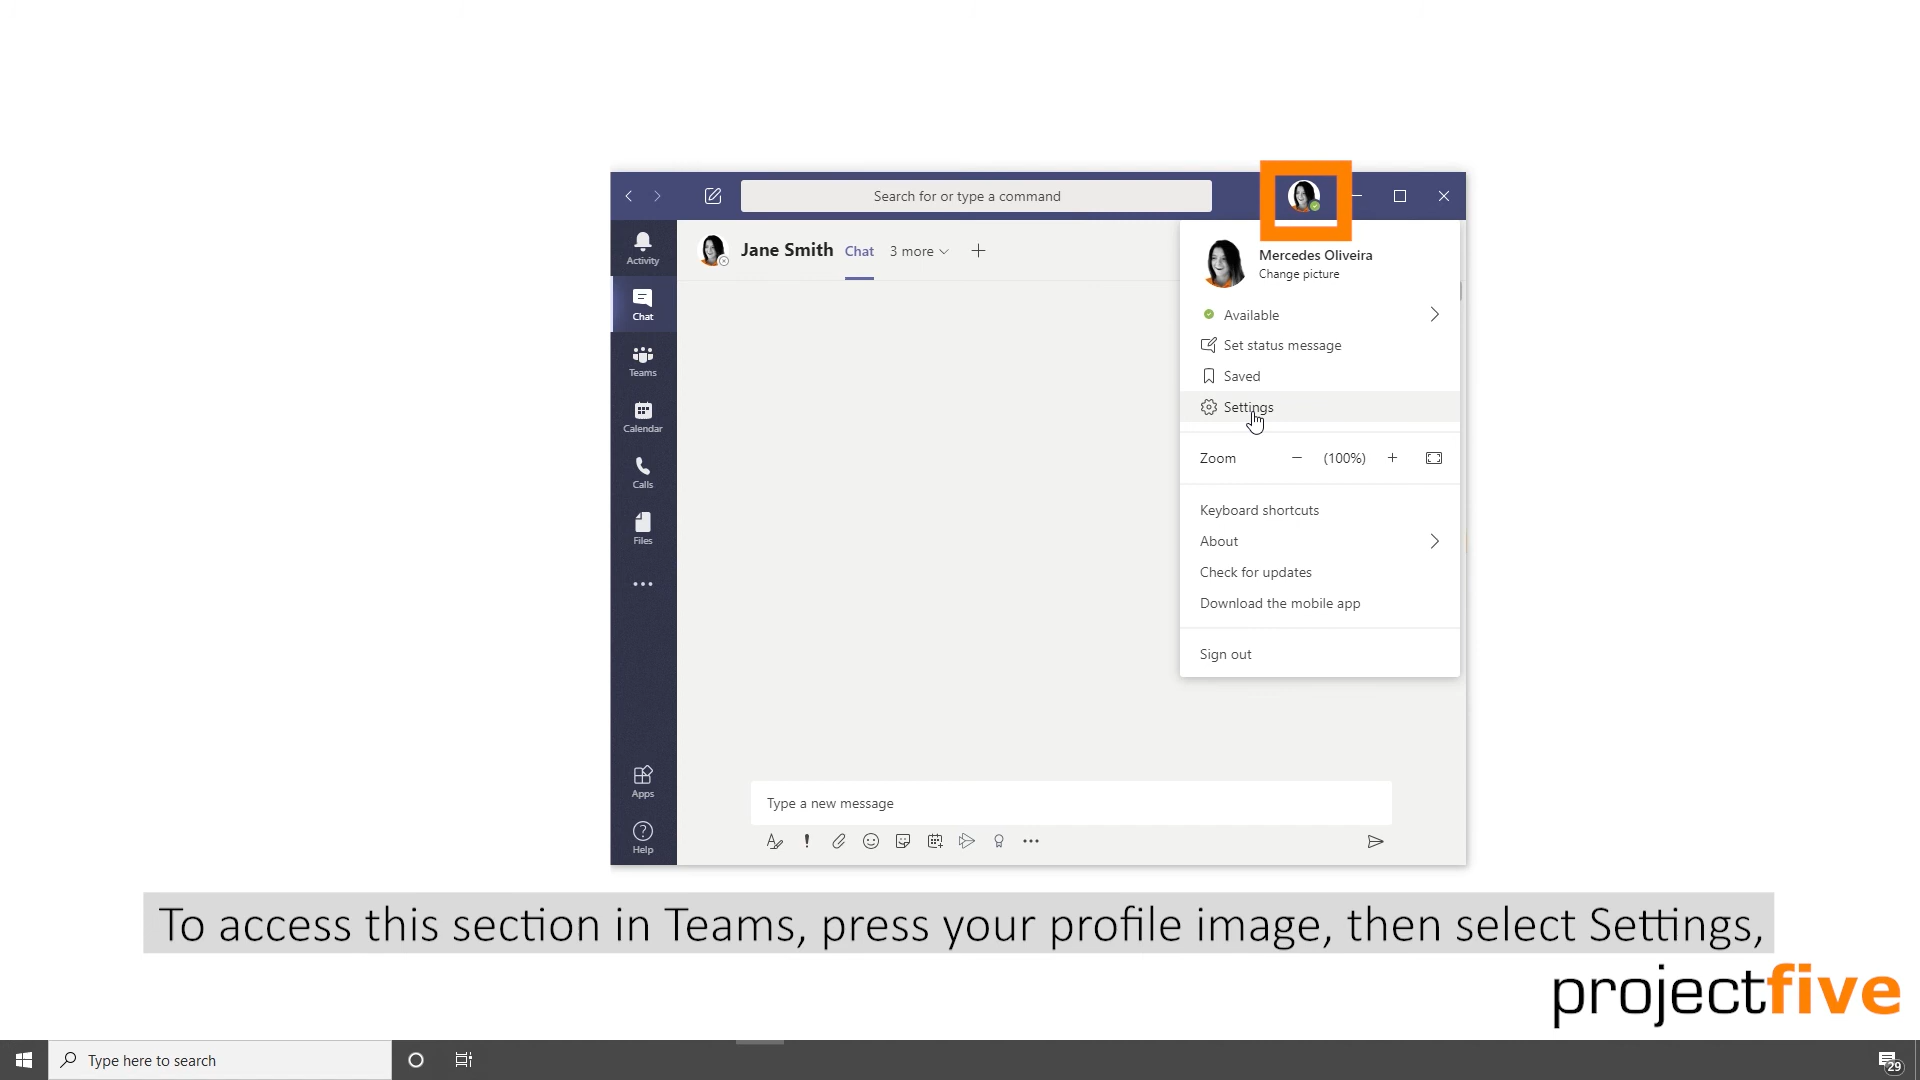 Search for or type a command
Activity
Jane Smith
Chat
3 more
Mercedes Oliveira
Change picture
Chat
Available
Set status message
Teams
Saved
Settings
Calendar
Zoom
(100%)
Calls
Keyboard shortcuts
Files
About
Check for updates
Download the mobile app
Sign out
Apps
Type a new message
Help
To access this section in Teams, press your profile image, then select Settings,
projectfive
Type here to search
29